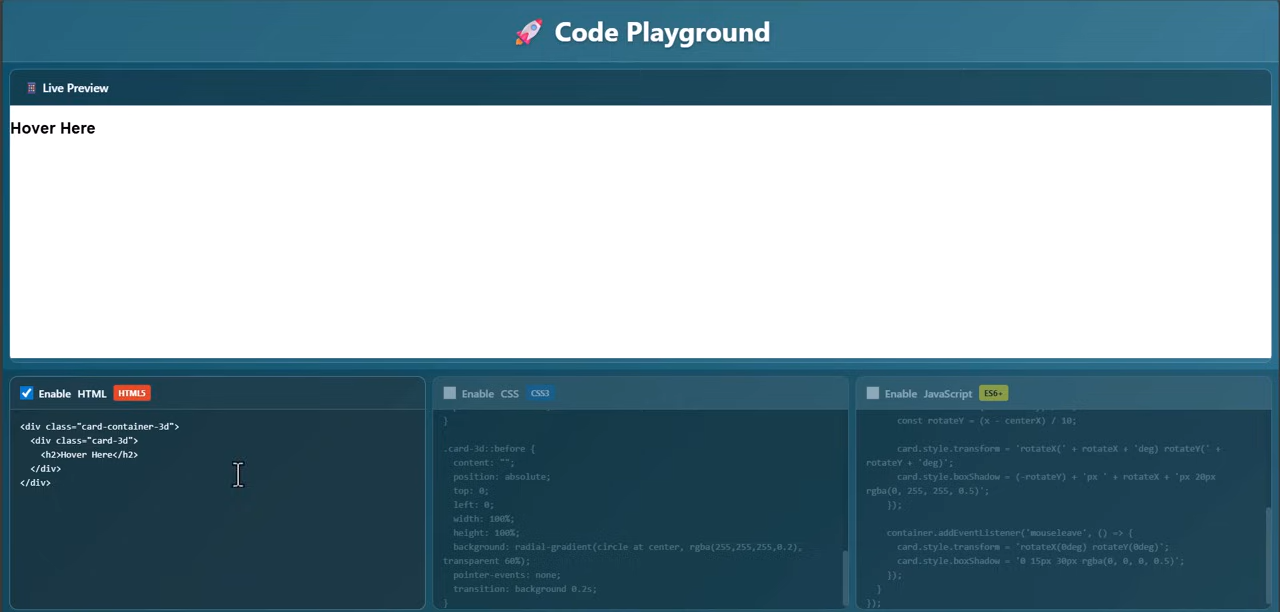 🚀 Code Playground
Live Preview
Hover Here
Enable HTML HTML5
<div class="card-container-3d">
<div class="card-3d">
<h2>Hover Here</h2>
</div>
</div>
Enable CSS CSS3
}
.card-3d::before {
content: "";
position: absolute;
top: 0;
left: 0;
width: 100%;
height: 100%;
background: radial-gradient(circle at center, rgba(255,255,255,0.2),
transparent 60%);
pointer-events: none;
transition: background 0.2s;
}
Enable JavaScript ES6+
const rotateY = (x - centerX) / 10;
card.style.transform = 'rotateX(' + rotateX + 'deg) rotateY(' +
rotateY + 'deg)';
card.style.boxShadow = (-rotateY) + 'px ' + rotateX + 'px 20px
rgba(0, 255, 255, 0.5)';
});
container.addEventListener('mouseleave', () => {
card.style.transform = 'rotateX(0deg) rotateY(0deg)';
card.style.boxShadow = '0 15px 30px rgba(0, 0, 0, 0.5)';
});
}
});